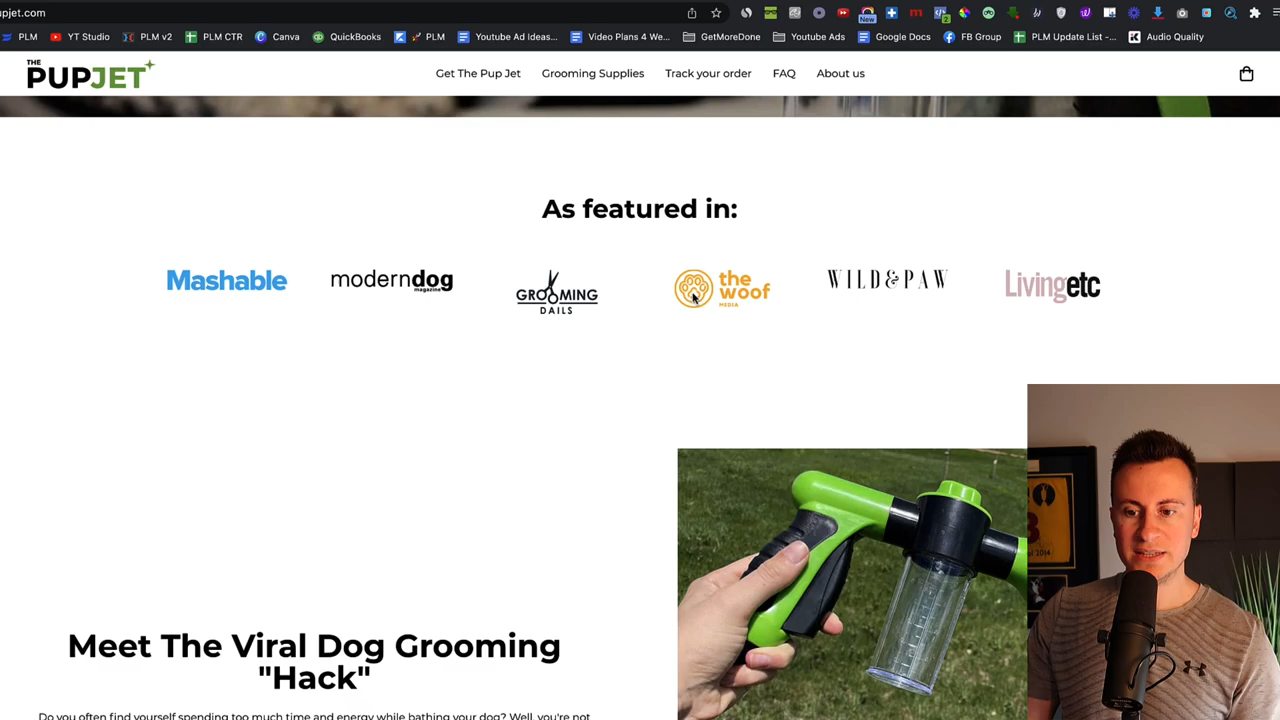 upjet.com
New
PLM
YT Studio
PLM v2
PLM CTR
Canva
QuickBooks
PLM
Youtube Ad Ideas...
Video Plans 4 We...
GetMoreDone
Youtube Ads
Google Docs
FB Group
PLM Update List -...
Audio Quality
THE
PUPJET
Get The Pup Jet
Grooming Supplies
Track your order
FAQ
About us
As featured in:
Mashable
moderndog
magazine
GROOMING
DAILS
the
woof
MEDIA
WILD&PAW
Livingetc
Meet The Viral Dog Grooming
"Hack"
Do you often find yourself spending too much time and energy while bathing your dog? Well, you're not